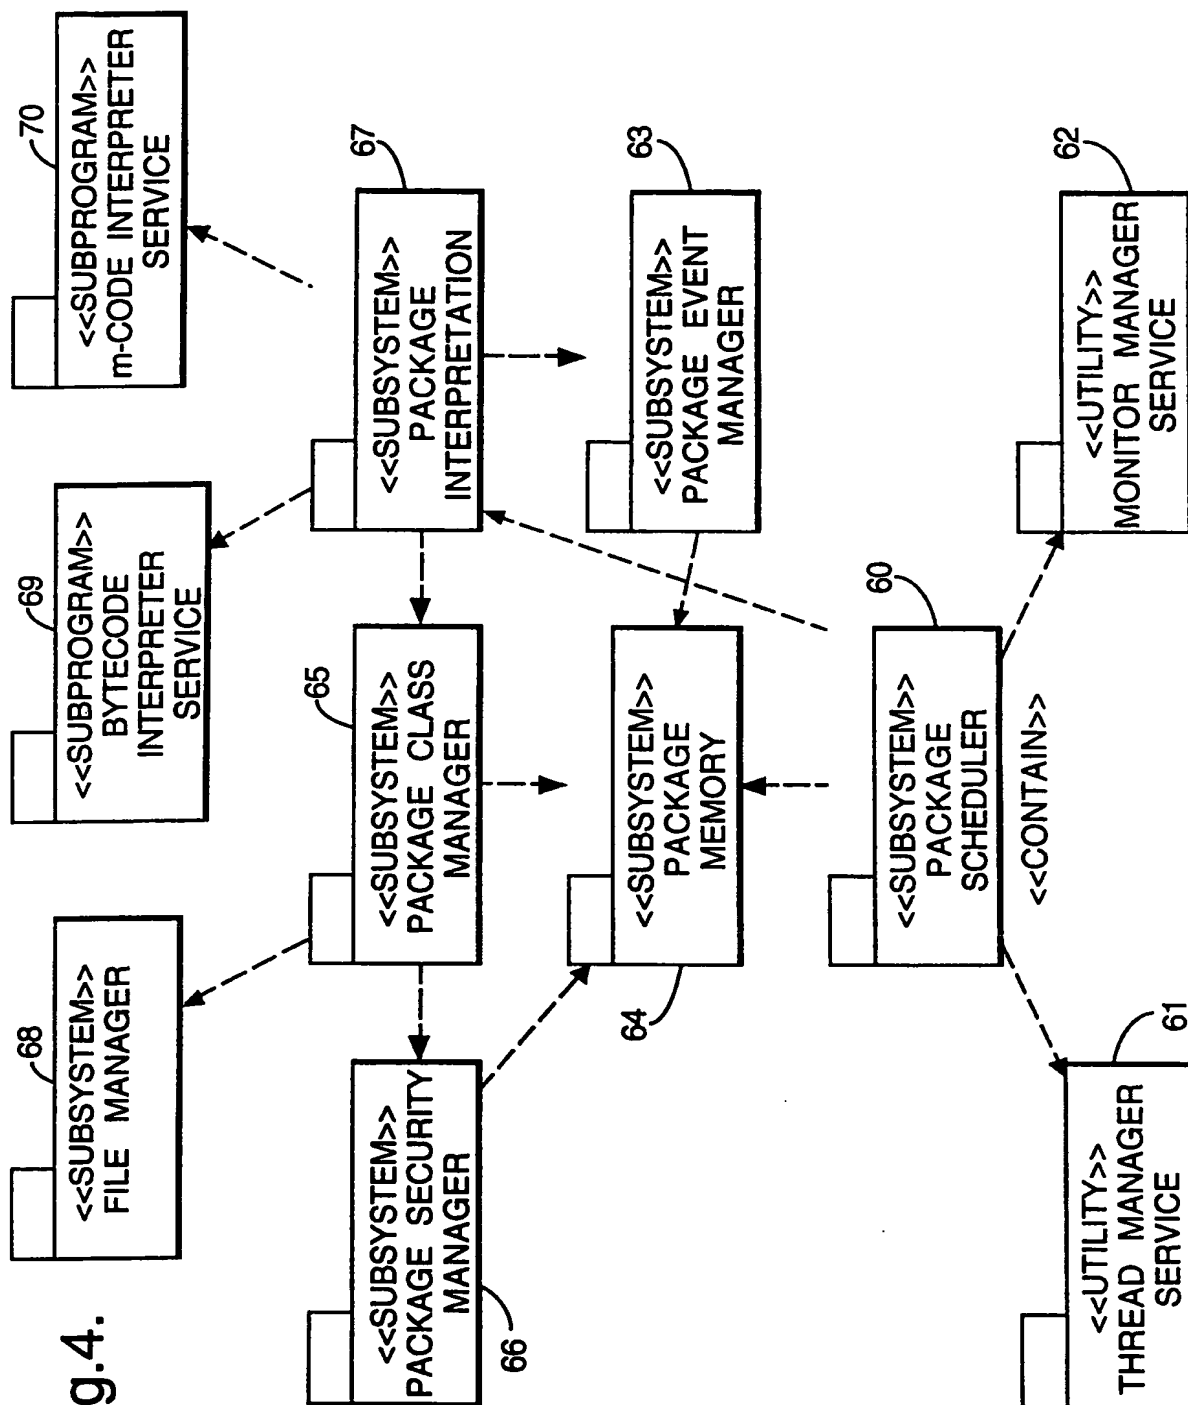 g.4.
68
<<SUBSYSTEM>>
FILE MANAGER
69
<<SUBPROGRAM>>
BYTECODE
INTERPRETER
SERVICE
70
<<SUBPROGRAM>>
m-CODE INTERPRETER
SERVICE
66
<<SUBSYSTEM>>
PACKAGE SECURITY
MANAGER
65
<<SUBSYSTEM>>
PACKAGE CLASS
MANAGER
67
<<SUBSYSTEM>>
PACKAGE
INTERPRETATION
64
<<SUBSYSTEM>>
PACKAGE
MEMORY
63
<<SUBSYSTEM>>
PACKAGE EVENT
MANAGER
60
<<SUBSYSTEM>>
PACKAGE
SCHEDULER
<<CONTAIN>>
61
<<UTILITY>>
THREAD MANAGER
SERVICE
62
<<UTILITY>>
MONITOR MANAGER
SERVICE